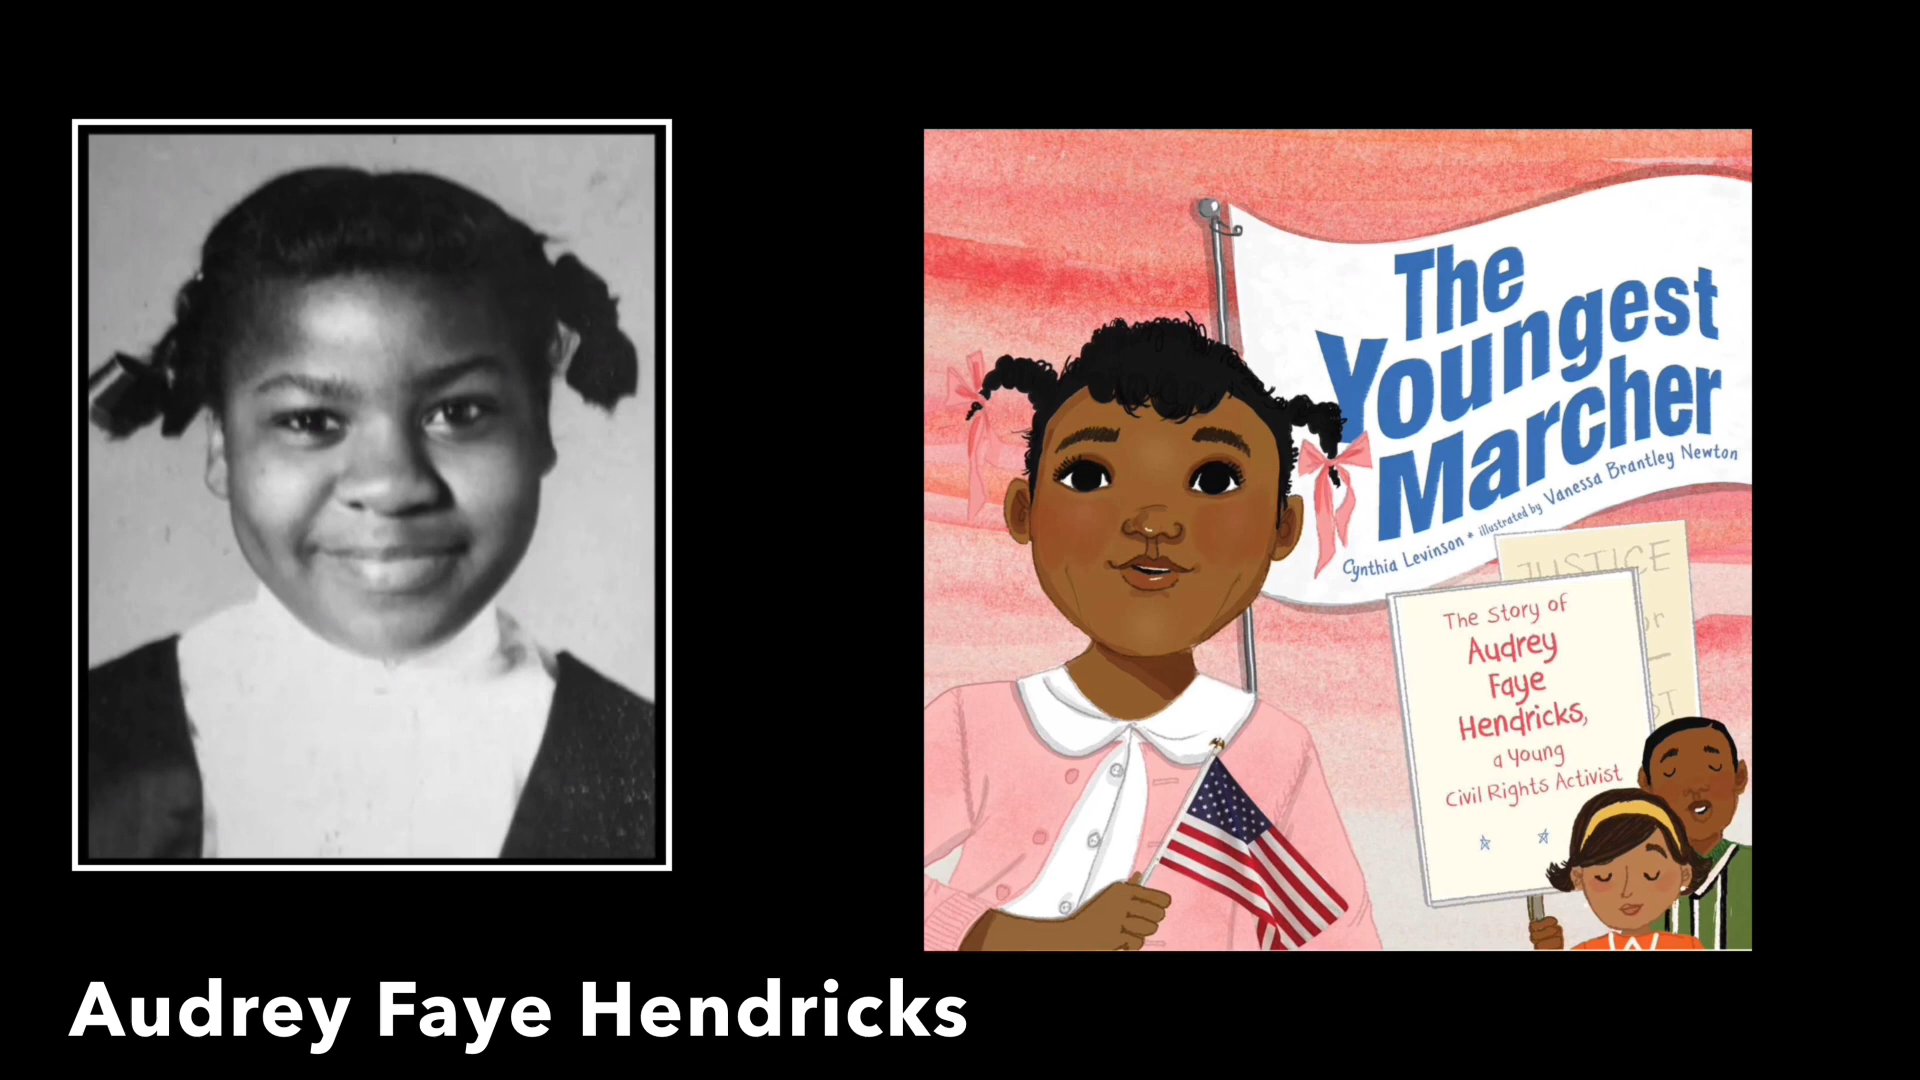 The
Youngest
Marcher
Cynthia Levinson * illustrated by Vanessa Brantley Newton
JUSTICE
The Story of
Audrey
Faye
Hendricks,
a Young
Civil Rights Activist
Audrey Faye Hendricks